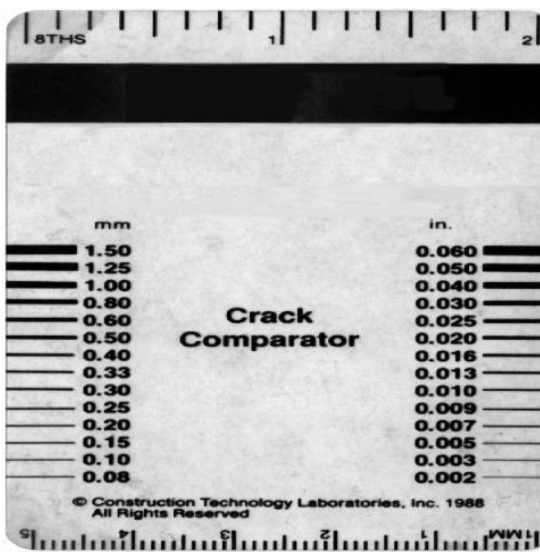 8THS 1 2
mm in.
1.50 0.060
1.25 0.050
1.00 0.040
0.80 0.030
0.60 0.025
0.50 0.020
0.40 0.016
0.33 0.013
0.30 0.010
0.25 0.009
0.20 0.007
0.15 0.005
0.10 0.003
0.08 0.002
Crack
Comparator
© Construction Technology Laboratories, Inc. 1988
All Rights Reserved
5 4 3 2 1 1MM